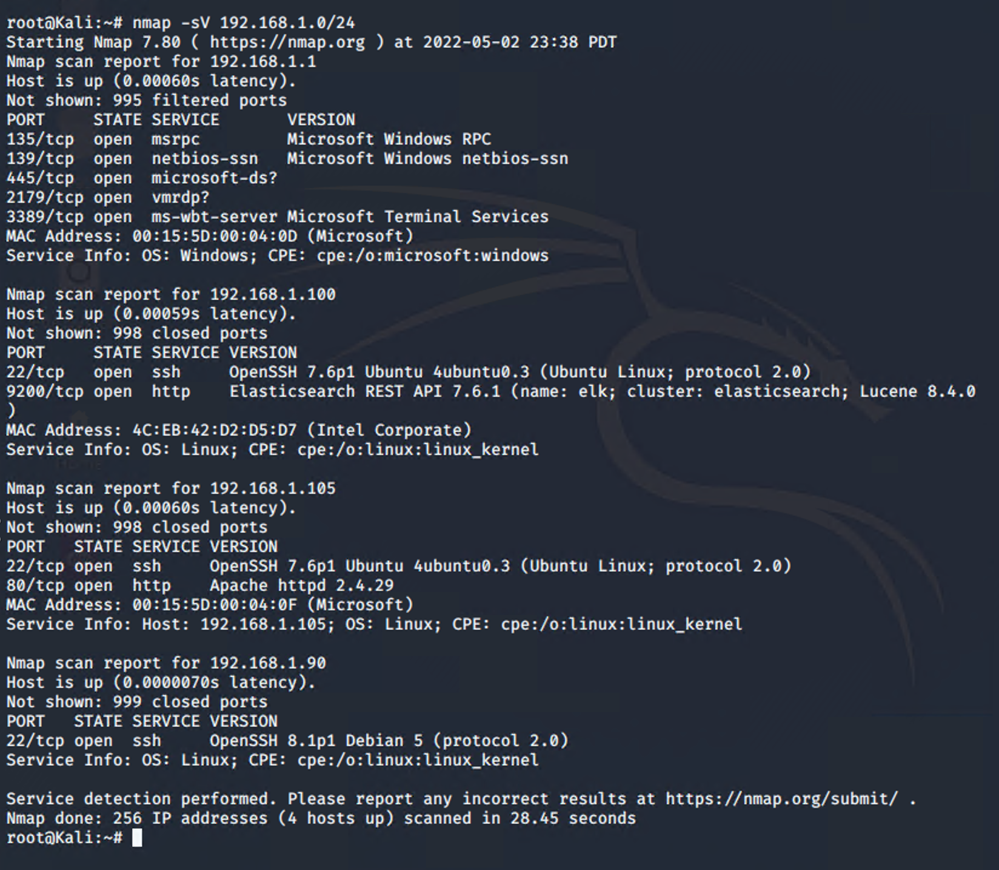 root@Kali:~# nmap -sV 192.168.1.0/24
Starting Nmap 7.80 ( https://nmap.org ) at 2022-05-02 23:38 PDT
Nmap scan report for 192.168.1.1
Host is up (0.00060s latency).
Not shown: 995 filtered ports
PORT     STATE SERVICE       VERSION
135/tcp  open  msrpc         Microsoft Windows RPC
139/tcp  open  netbios-ssn   Microsoft Windows netbios-ssn
445/tcp  open  microsoft-ds?
2179/tcp open  vmrdp?
3389/tcp open  ms-wbt-server Microsoft Terminal Services
MAC Address: 00:15:5D:00:04:0D (Microsoft)
Service Info: OS: Windows; CPE: cpe:/o:microsoft:windows

Nmap scan report for 192.168.1.100
Host is up (0.00059s latency).
Not shown: 998 closed ports
PORT     STATE SERVICE VERSION
22/tcp   open  ssh     OpenSSH 7.6p1 Ubuntu 4ubuntu0.3 (Ubuntu Linux; protocol 2.0)
9200/tcp open  http    Elasticsearch REST API 7.6.1 (name: elk; cluster: elasticsearch; Lucene 8.4.0
)
MAC Address: 4C:EB:42:D2:D5:D7 (Intel Corporate)
Service Info: OS: Linux; CPE: cpe:/o:linux:linux_kernel

Nmap scan report for 192.168.1.105
Host is up (0.00060s latency).
Not shown: 998 closed ports
PORT   STATE SERVICE VERSION
22/tcp open  ssh     OpenSSH 7.6p1 Ubuntu 4ubuntu0.3 (Ubuntu Linux; protocol 2.0)
80/tcp open  http    Apache httpd 2.4.29
MAC Address: 00:15:5D:00:04:0F (Microsoft)
Service Info: Host: 192.168.1.105; OS: Linux; CPE: cpe:/o:linux:linux_kernel

Nmap scan report for 192.168.1.90
Host is up (0.0000070s latency).
Not shown: 999 closed ports
PORT   STATE SERVICE VERSION
22/tcp open  ssh     OpenSSH 8.1p1 Debian 5 (protocol 2.0)
Service Info: OS: Linux; CPE: cpe:/o:linux:linux_kernel

Service detection performed. Please report any incorrect results at https://nmap.org/submit/ .
Nmap done: 256 IP addresses (4 hosts up) scanned in 28.45 seconds
root@Kali:~#